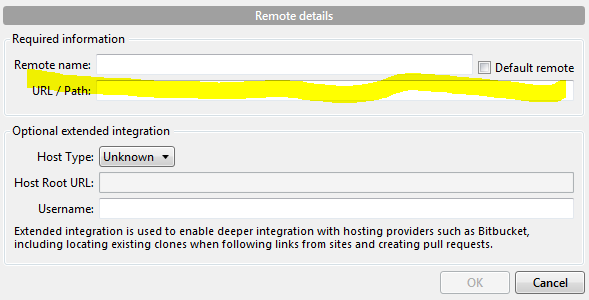 Remote details
Required information
Remote name:
Default remote
URL / Path:
Optional extended integration
Host Type: Unknown
Host Root URL:
Username:
Extended integration is used to enable deeper integration with hosting providers such as Bitbucket,
including locating existing clones when following links from sites and creating pull requests.
OK Cancel